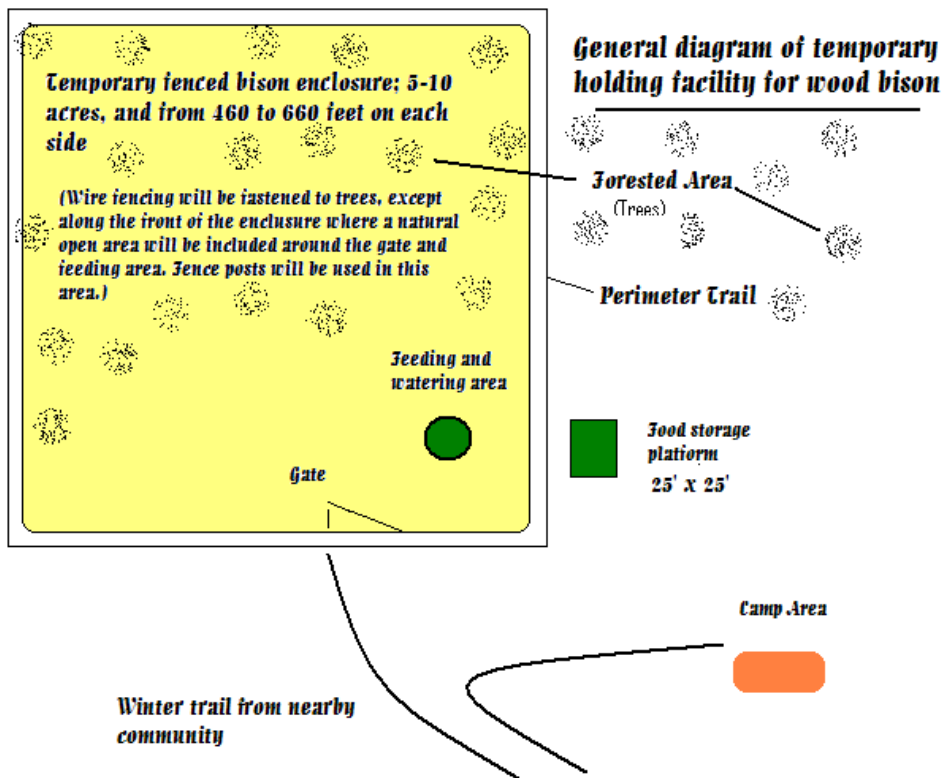 General diagram of temporary
holding facility for wood bison
Temporary fenced bison enclosure; 5-10
acres, and from 460 to 660 feet on each
side
(Wire fencing will be fastened to trees, except
along the front of the enclusure where a natural
open area will be included around the gate and
feeding area. Fence posts will be used in this
area.)
Forested Area
(Trees)
Perimeter Trail
Feeding and
watering area
Food storage
platform
25' x 25'
Gate
Camp Area
Winter trail from nearby
community